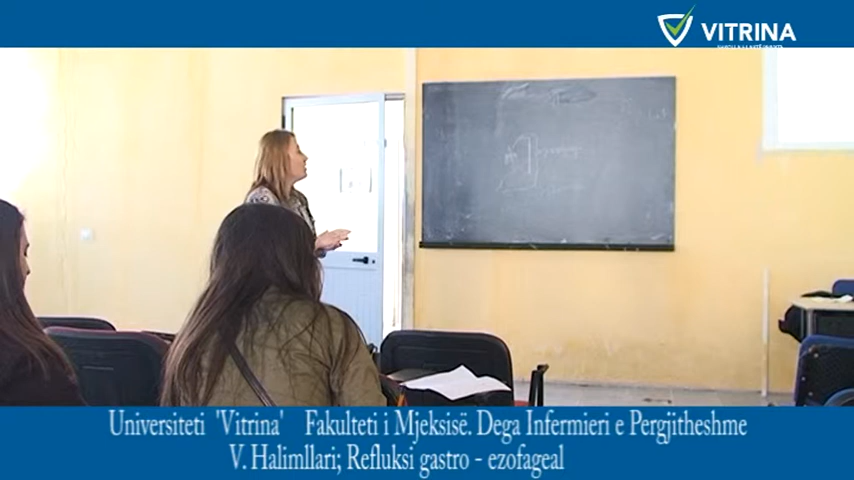 VITRINA
Universiteti 'Vitrina' Fakulteti i Mjeksisë. Dega Infermieri e Pergjitheshme
V. Halimllari; Refluksi gastro - ezofageal